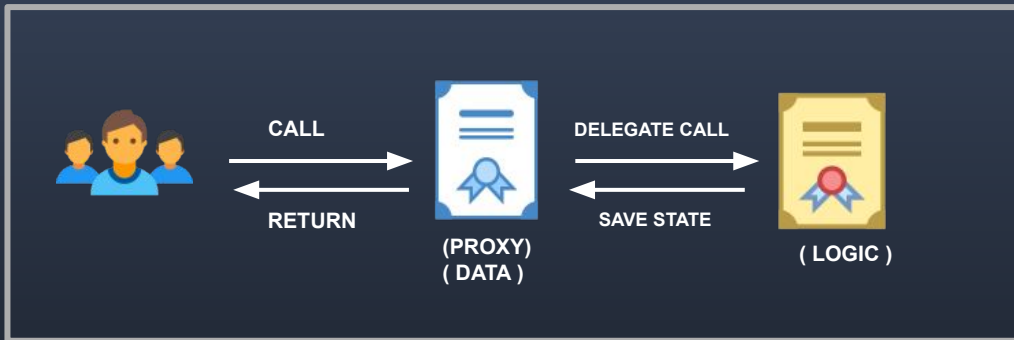 CALL
RETURN
(PROXY)
( DATA )
DELEGATE CALL
SAVE STATE
( LOGIC )